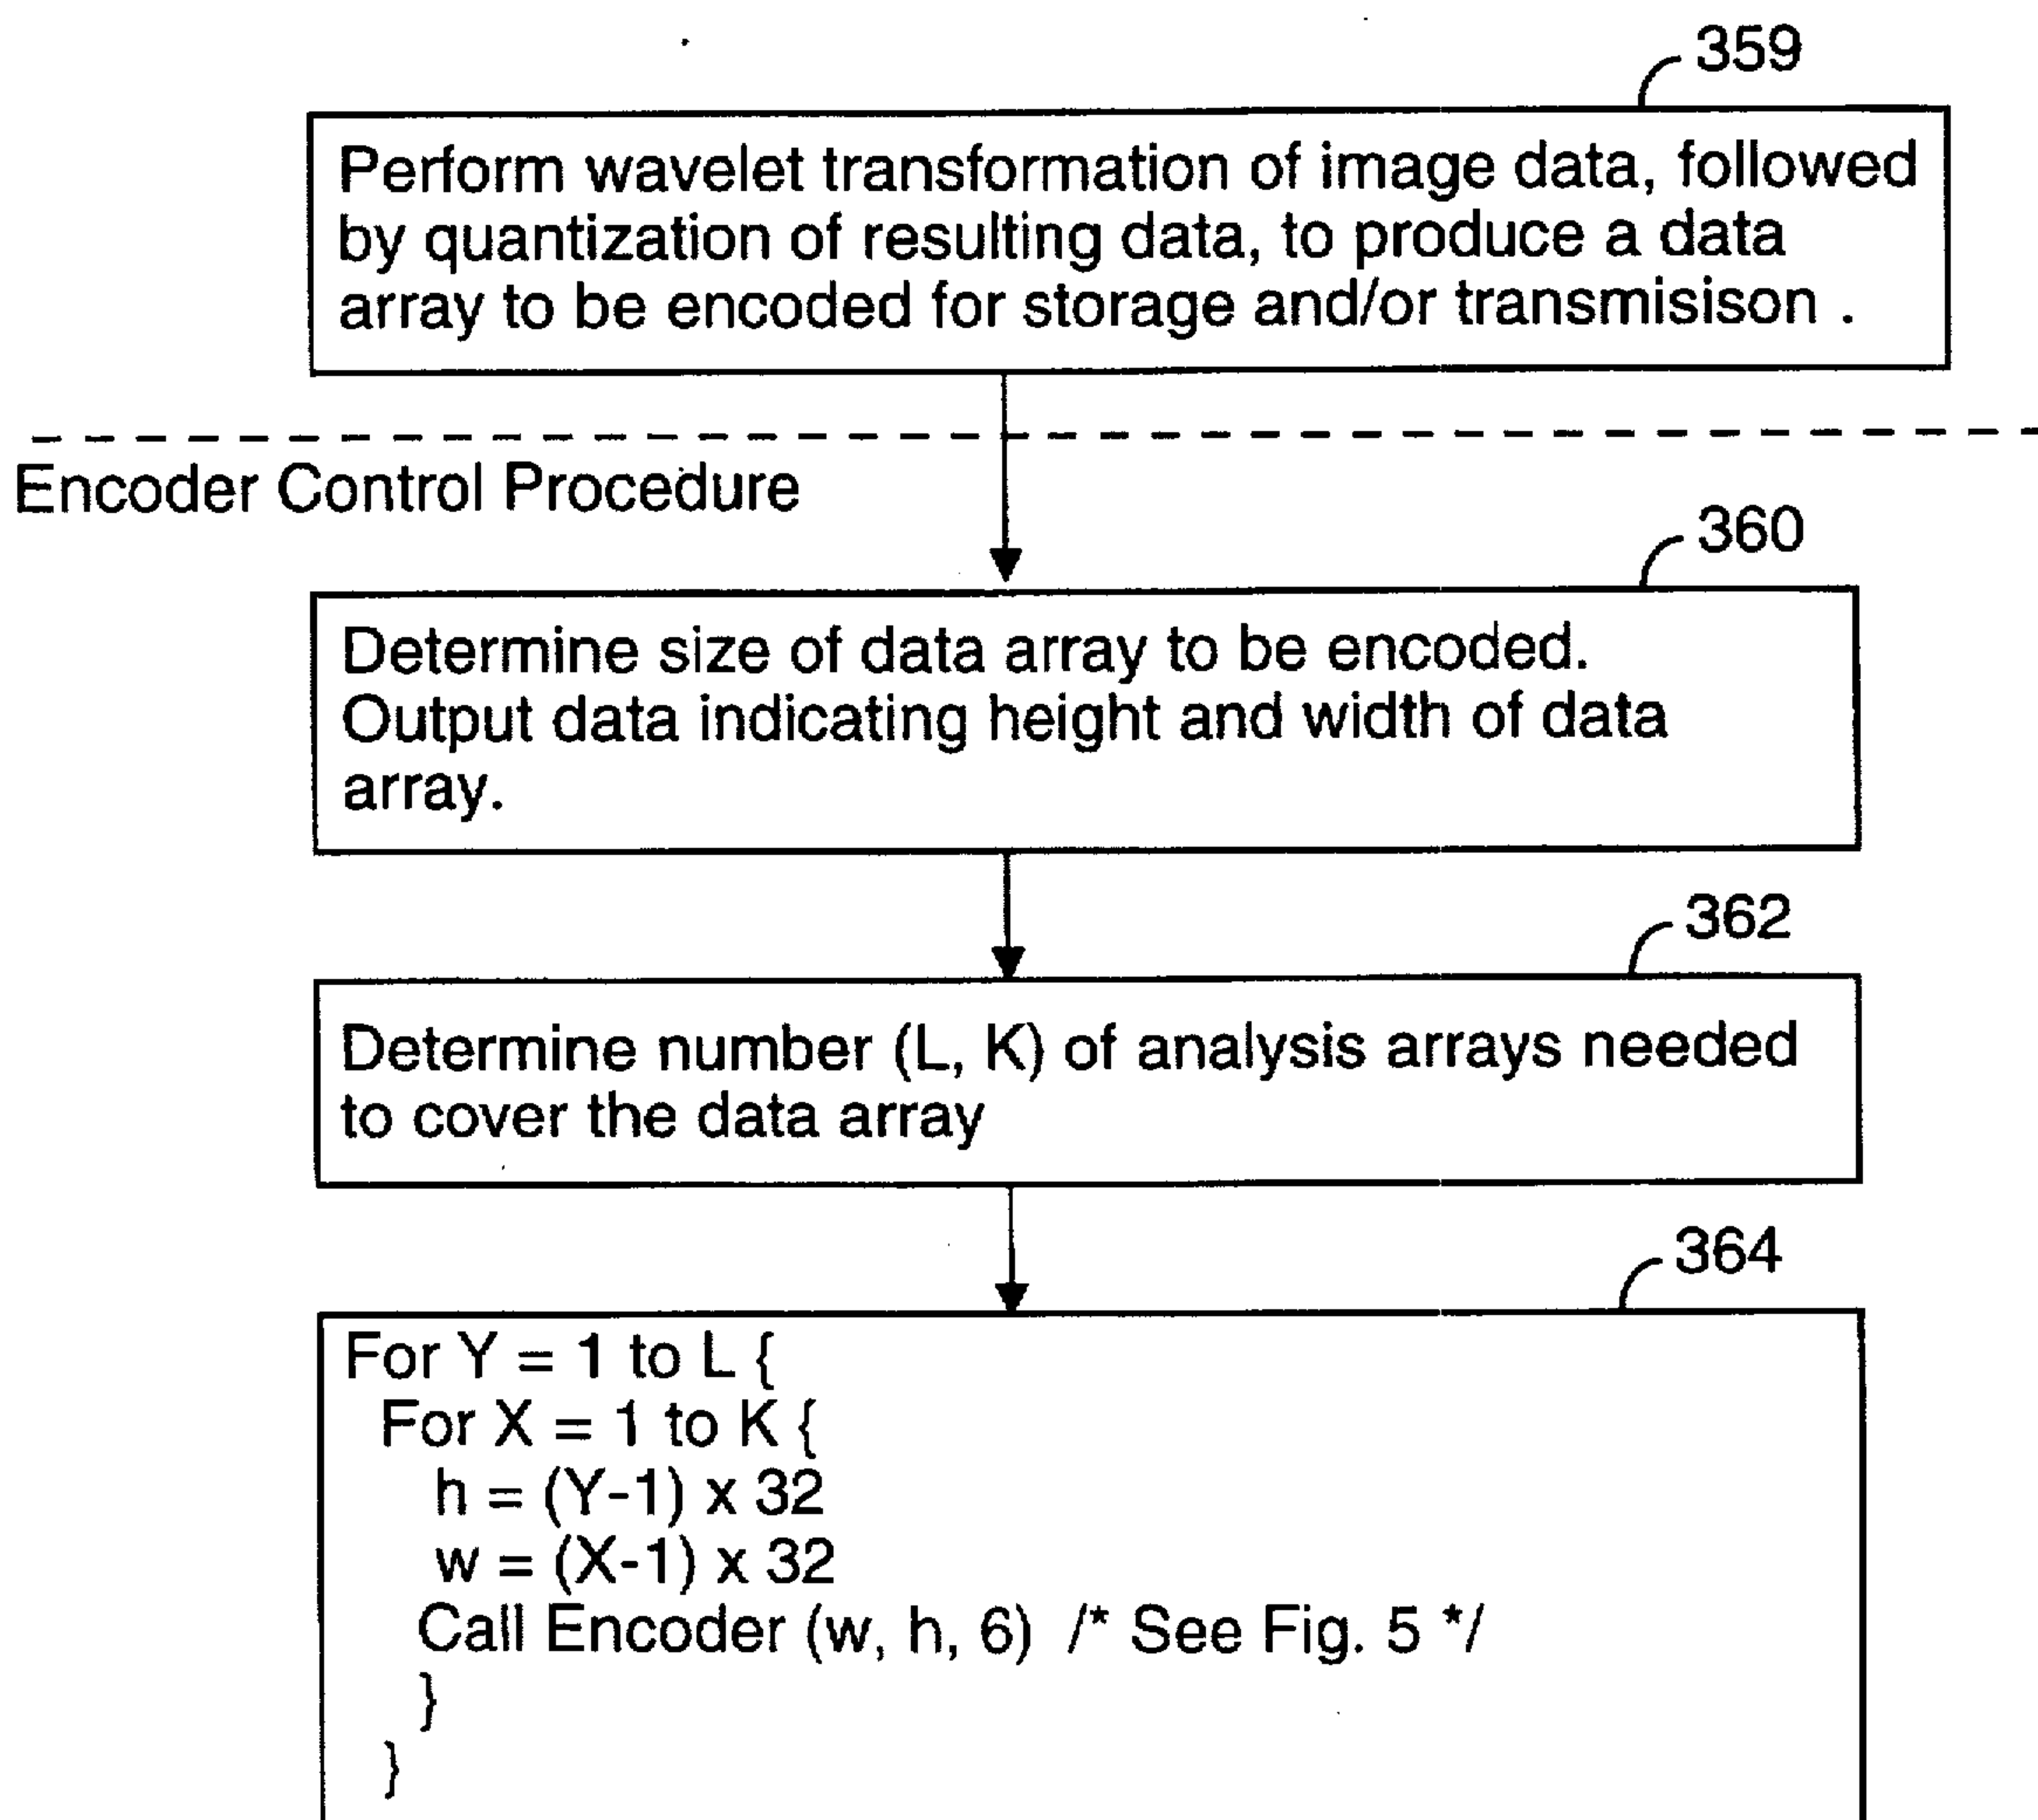 359
Perform wavelet transformation of image data, followed
by quantization of resulting data, to produce a data
array to be encoded for storage and/or transmisison .
Encoder Control Procedure
360
Determine size of data array to be encoded.
Output data indicating height and width of data
array.
362
Determine number (L, K) of analysis arrays needed
to cover the data array
364
For Y = 1 to L {
For X = 1 to K {
h = (Y-1) x 32
w = (X-1) x 32
Call Encoder (w, h, 6) /* See Fig. 5 */
}
}